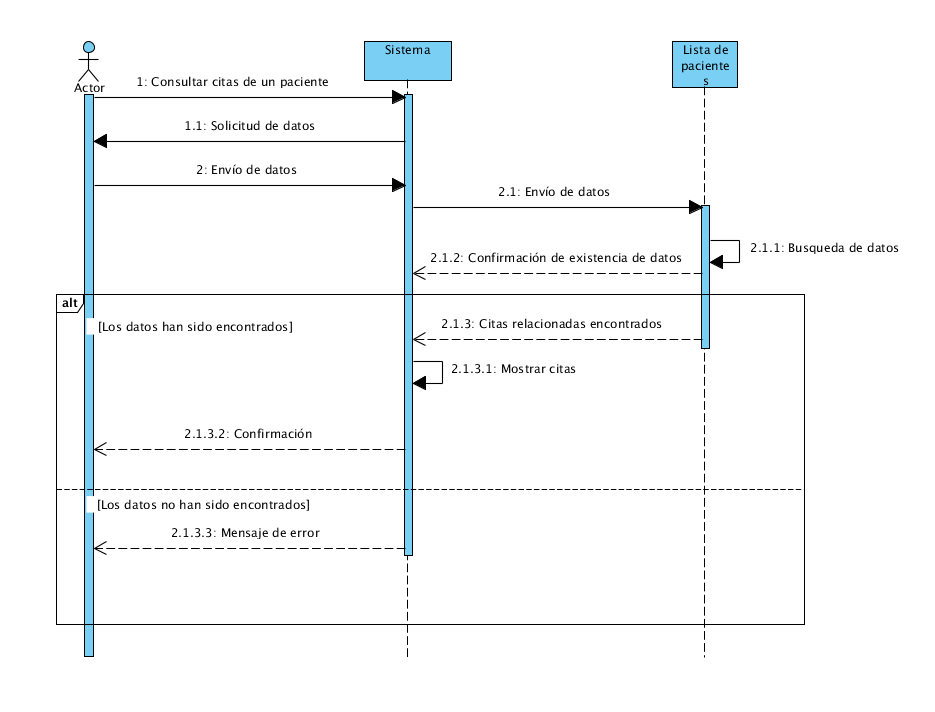 Sistema
Lista de
paciente
s
Actor
1: Consultar citas de un paciente
1.1: Solicitud de datos
2: Envío de datos
2.1: Envío de datos
2.1.1: Busqueda de datos
2.1.2: Confirmación de existencia de datos
alt
[Los datos han sido encontrados]
2.1.3: Citas relacionadas encontrados
2.1.3.1: Mostrar citas
2.1.3.2: Confirmación
[Los datos no han sido encontrados]
2.1.3.3: Mensaje de error